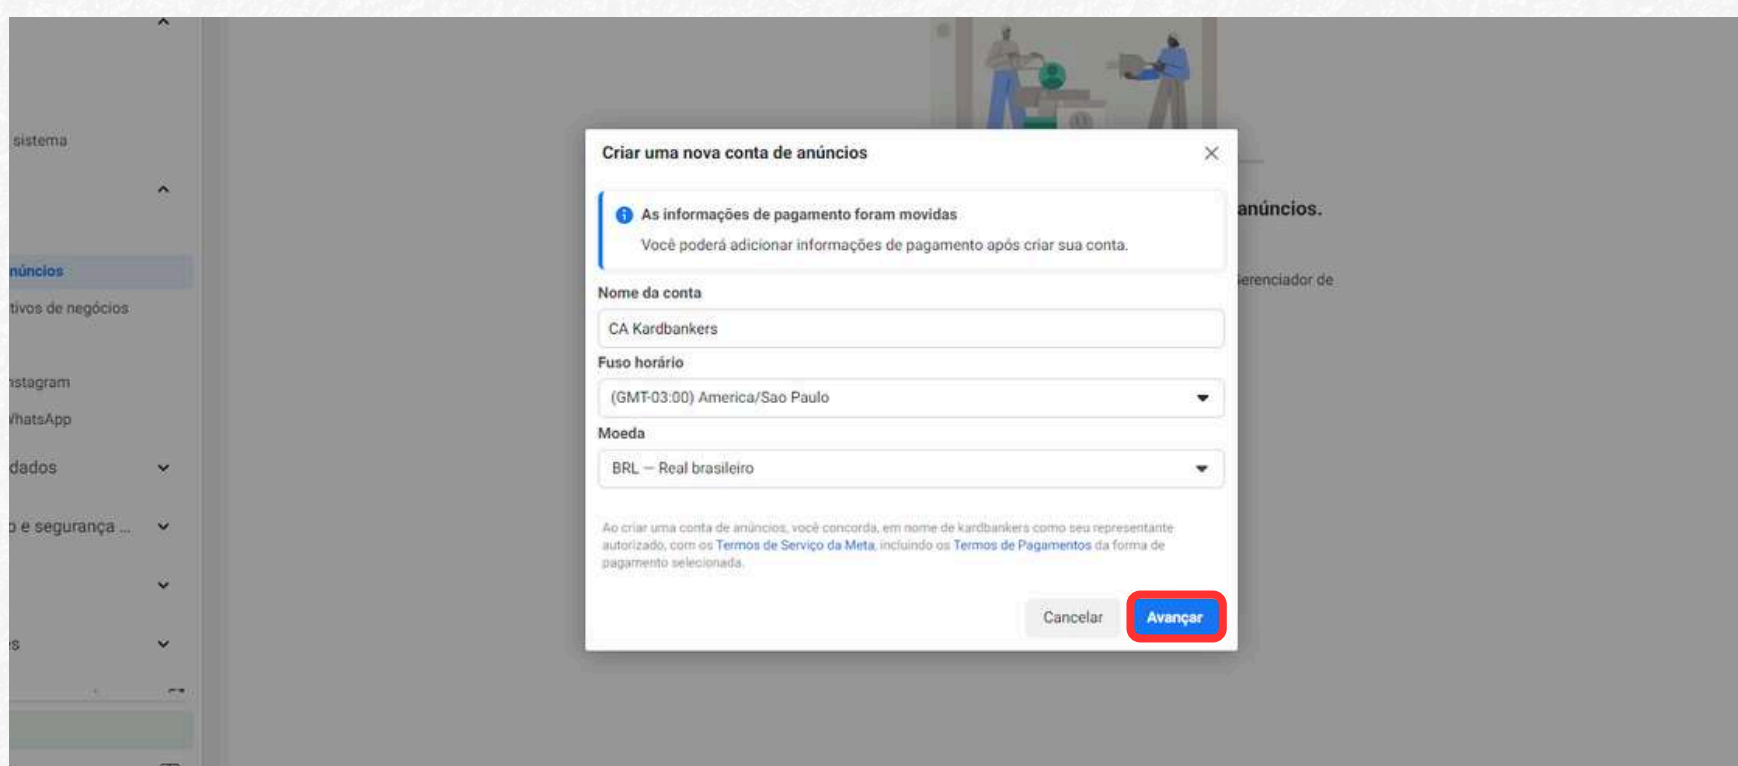 sistema
anúncios.
núncios
Gerenciador de
tivos de negócios
nstagram
WhatsApp
dados
o e segurança ...
s
Criar uma nova conta de anúncios
As informações de pagamento foram movidas
Você poderá adicionar informações de pagamento após criar sua conta.
Nome da conta
CA Kardbankers
Fuso horário
(GMT-03:00) America/Sao Paulo
Moeda
BRL — Real brasileiro
Ao criar uma conta de anúncios, você concorda, em nome de kardbankers como seu representante
autorizado, com os Termos de Serviço da Meta, incluindo os Termos de Pagamentos da forma de
pagamento selecionada.
Cancelar
Avançar